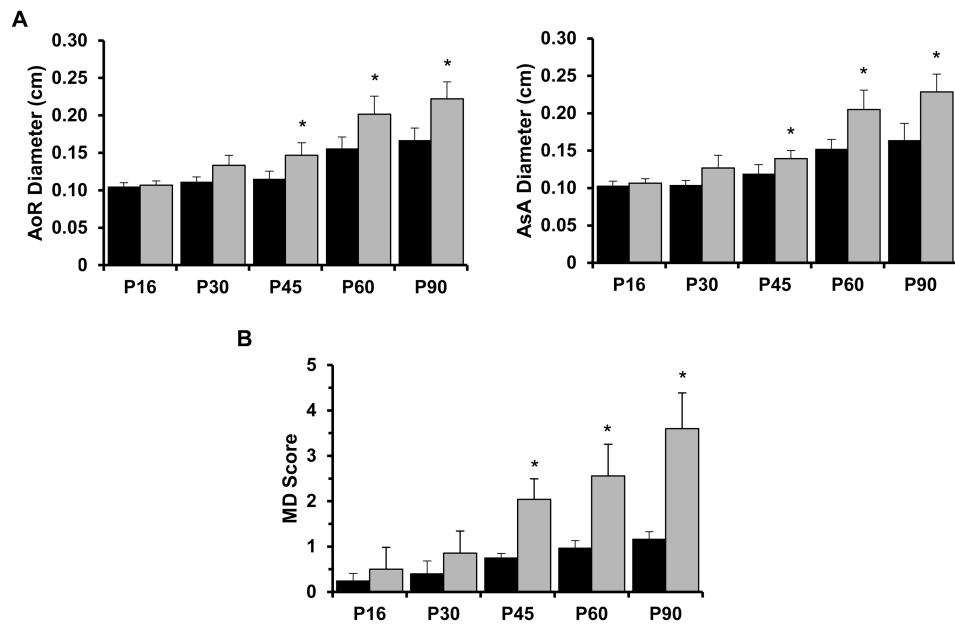 A
AoR Diameter (cm)
0.30
0.25
0.20
0.15
0.10
0.05
0
* * *
P16 P30 P45 P60 P90
AsA Diameter (cm)
0.30
0.25
0.20
0.15
0.10
0.05
0
* * *
P16 P30 P45 P60 P90
B
MD Score
5
4
3
2
1
0
* * *
P16 P30 P45 P60 P90